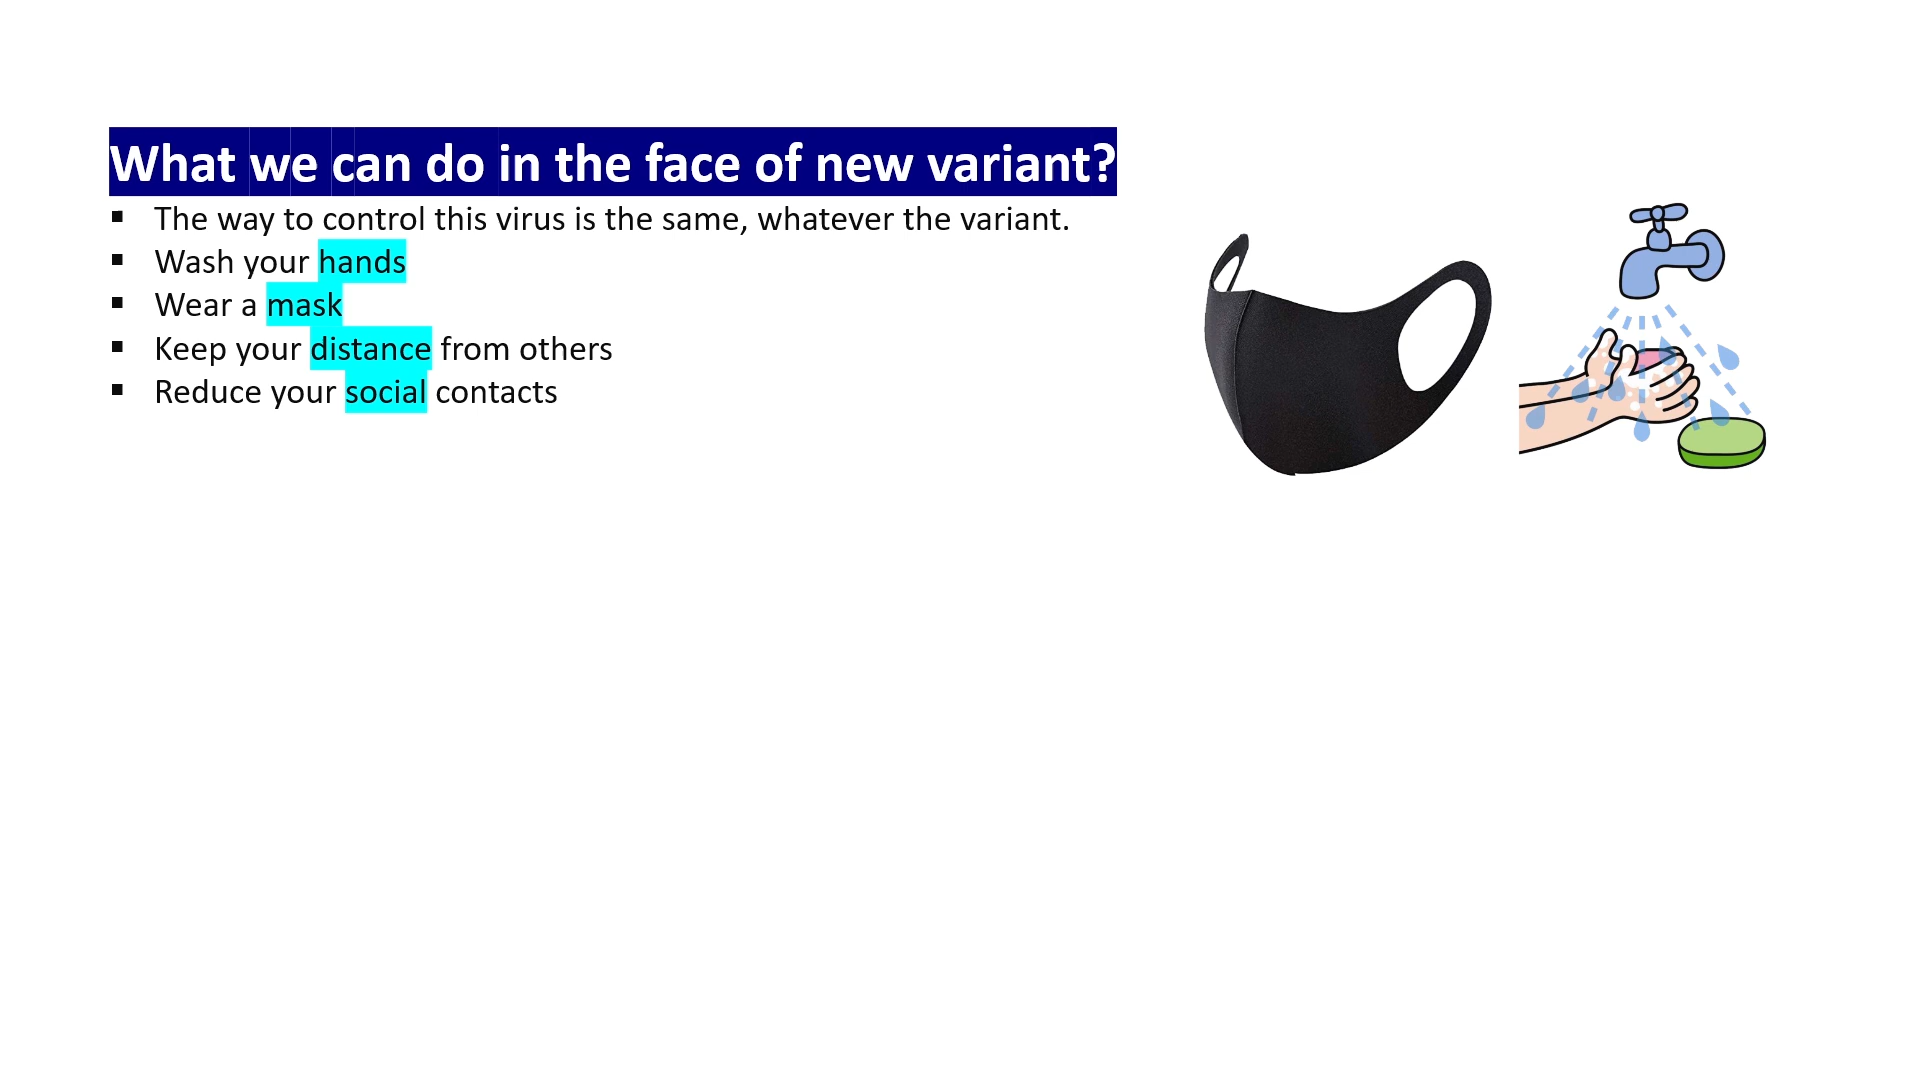 What we can do in the face of new variant?
▪ The way to control this virus is the same, whatever the variant.
▪ Wash your hands
▪ Wear a mask
▪ Keep your distance from others
▪ Reduce your social contacts